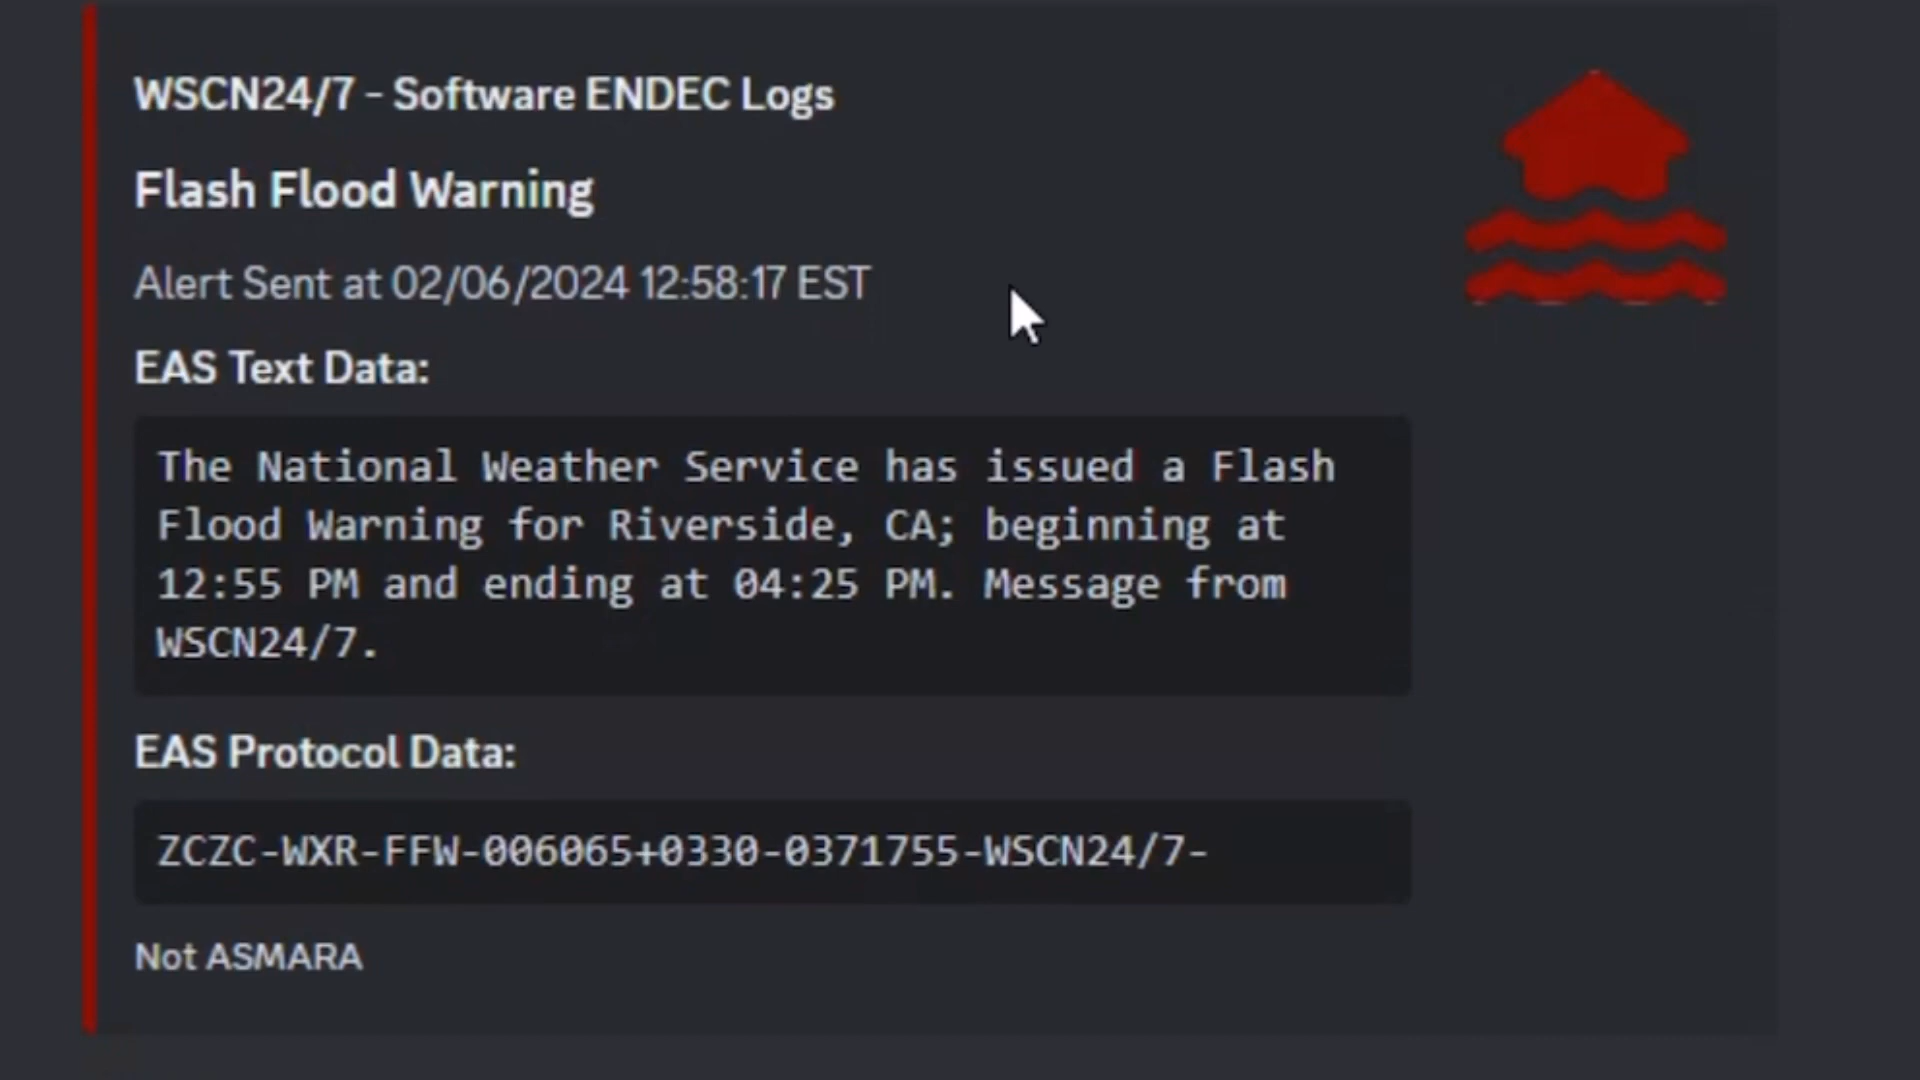 WSCN24/7 - Software ENDEC Logs
Flash Flood Warning
Alert Sent at 02/06/2024 12:58:17 EST
EAS Text Data:
The National Weather Service has issued a Flash
Flood Warning for Riverside, CA; beginning at
12:55 PM and ending at 04:25 PM. Message from
WSCN24/7.
EAS Protocol Data:
ZCZC-WXR-FFW-006065+0330-0371755-WSCN24/7-
Not ASMARA